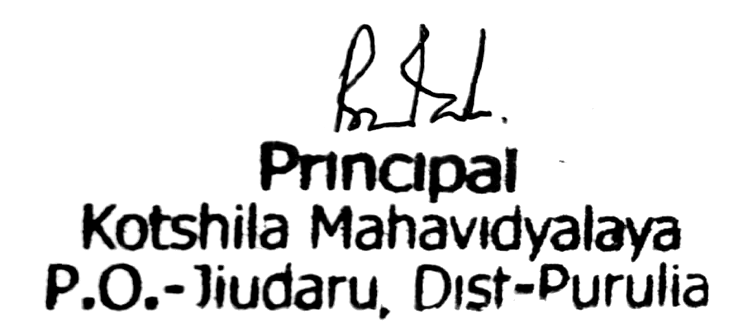 Principal
Kotshila Mahavidyalaya
P.O.-Jiudaru, Dist-Purulia